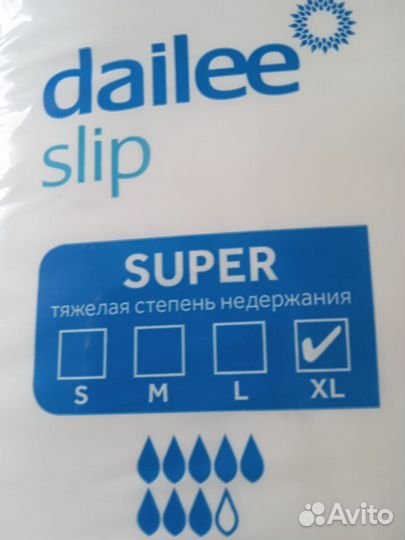 dailee
slip
SUPER
тяжелая степень недержания
S M L XL
Avito